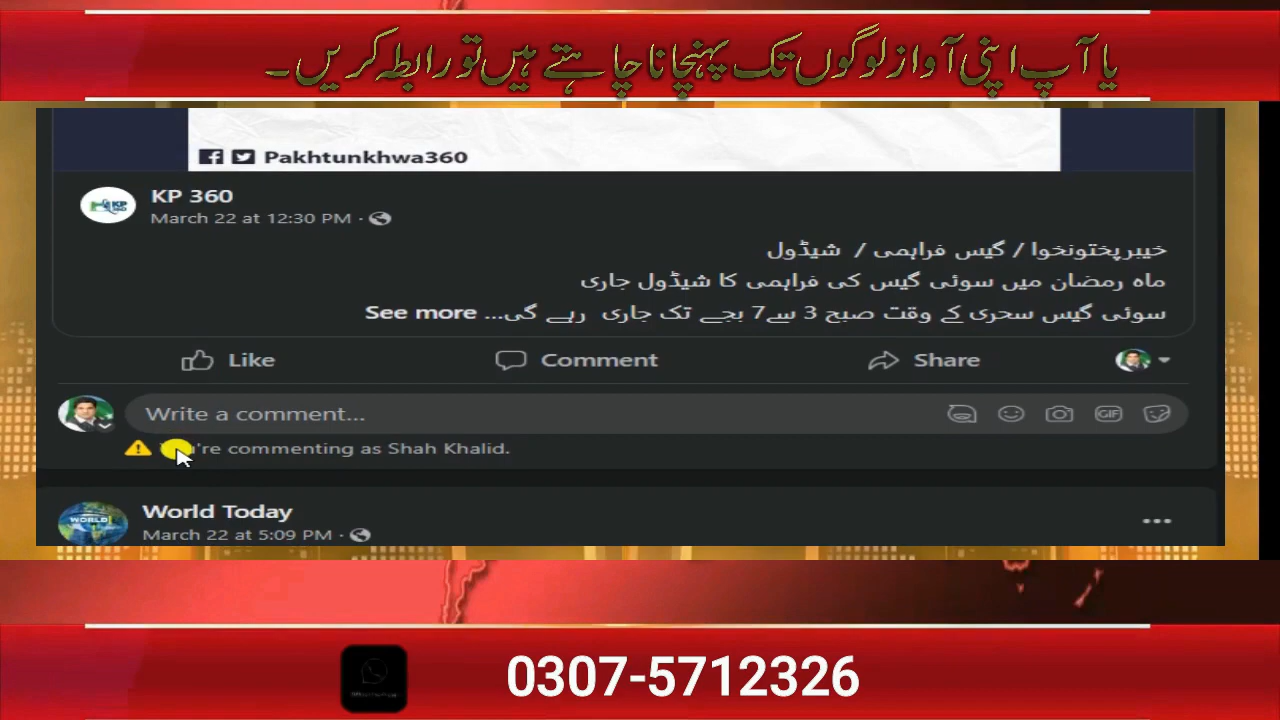 یا آپ اپنی آواز لوگوں تک پہنچانا چاہتے ہیں تو رابطہ کریں۔
Pakhtunkhwa360
KP 360
March 22 at 12:30 PM ·
خیبرپختونخوا / گیس فراہمی / شیڈول
ماہ رمضان میں سوئی گیس کی فراہمی کا شیڈول جاری
سوئی گیس سحری کے وقت صبح 3 سے7 بجے تک جاری رہے گی... See more
Like Comment Share
Write a comment... GIF
're commenting as Shah Khalid.
World Today
March 22 at 5:09 PM ·
0307-5712326